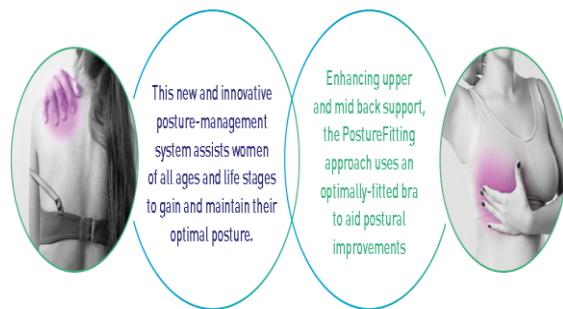 This new and innovative
posture-management
system assists women
of all ages and life stages
to gain and maintain their
optimal posture.
Enhancing upper
and mid back support,
the PostureFitting
approach uses an
optimally-fitted bra
to aid postural
improvements